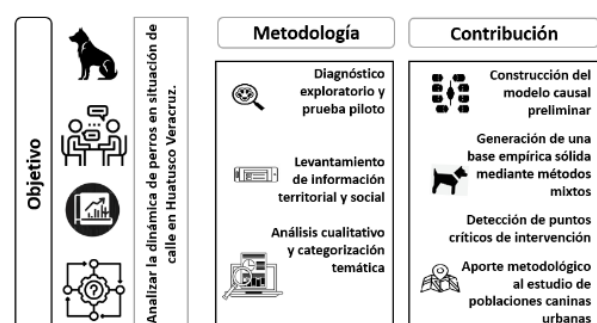 Objetivo
Analizar la dinámica de perros en situación de
calle en Huatusco Veracruz.
Metodología
Diagnóstico
exploratorio y
prueba piloto
Levantamiento
de información
territorial y social
Análisis cualitativo
y categorización
temática
Contribución
Construcción del
modelo causal
preliminar
Generación de una
base empírica sólida
mediante métodos
mixtos
Detección de puntos
críticos de intervención
Aporte metodológico
al estudio de
poblaciones caninas
urbanas